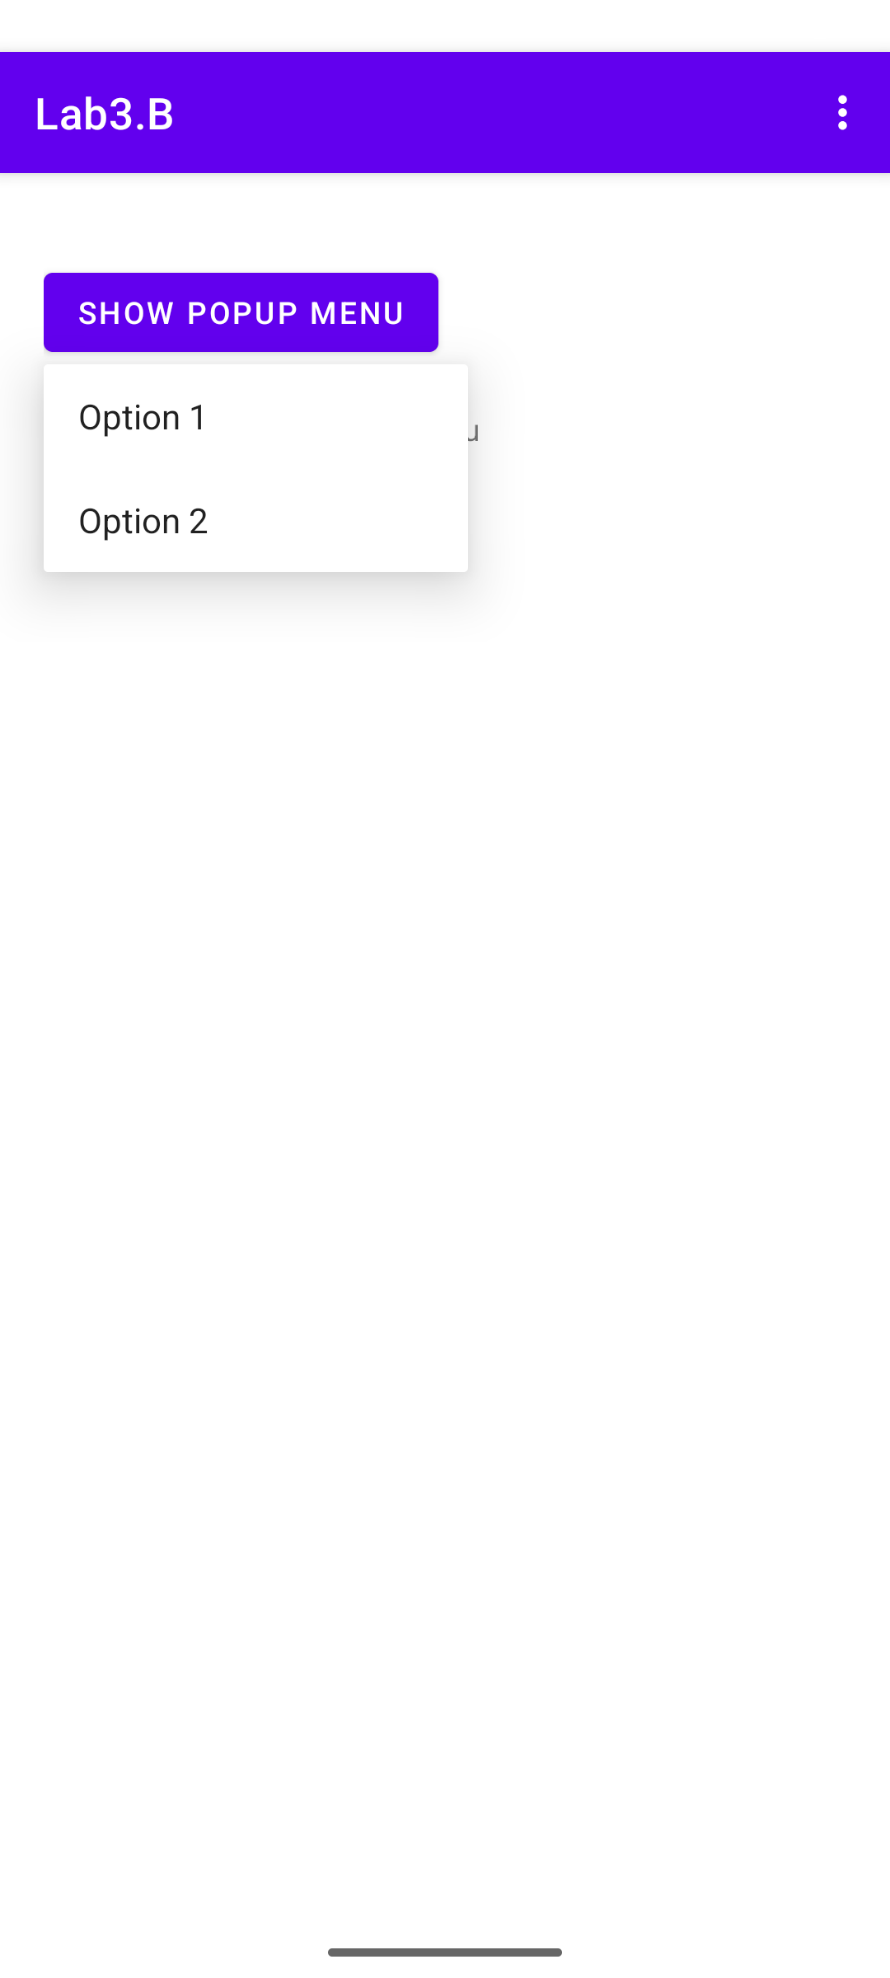 Lab3.B
SHOW POPUP MENU
Option 1
Option 2